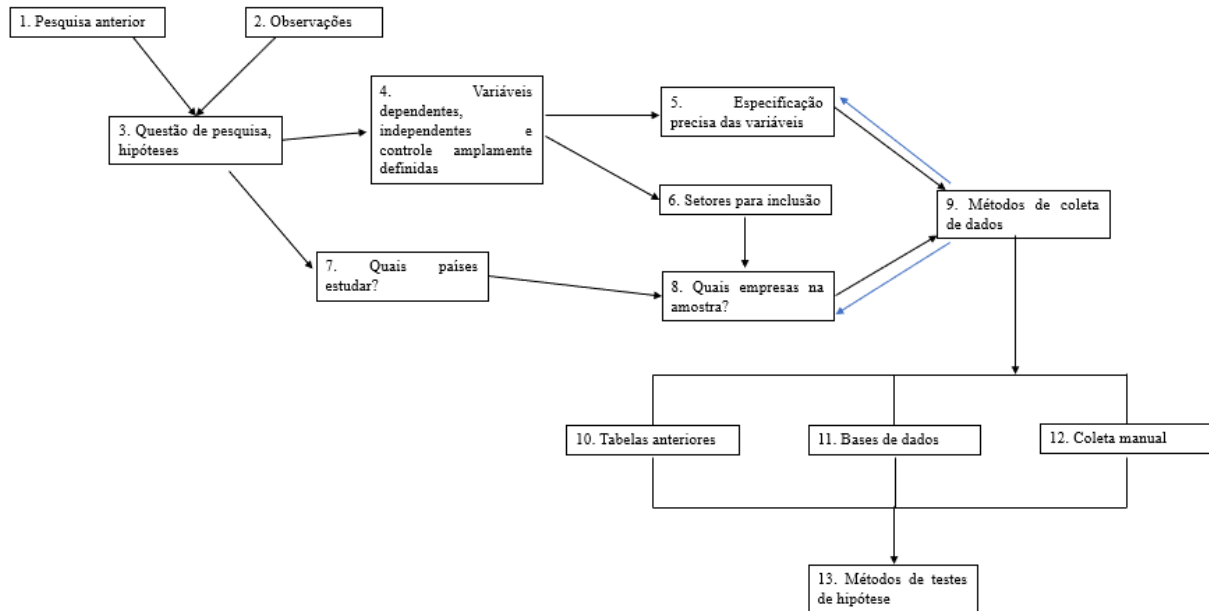 1. Pesquisa anterior
2. Observações
3. Questão de pesquisa,
hipóteses
4. Variáveis
dependentes,
independentes e
controle amplamente
definidas
5. Especificação
precisa das variáveis
6. Setores para inclusão
7. Quais países
estudar?
8. Quais empresas na
amostra?
9. Métodos de coleta
de dados
10. Tabelas anteriores
11. Bases de dados
12. Coleta manual
13. Métodos de testes
de hipótese